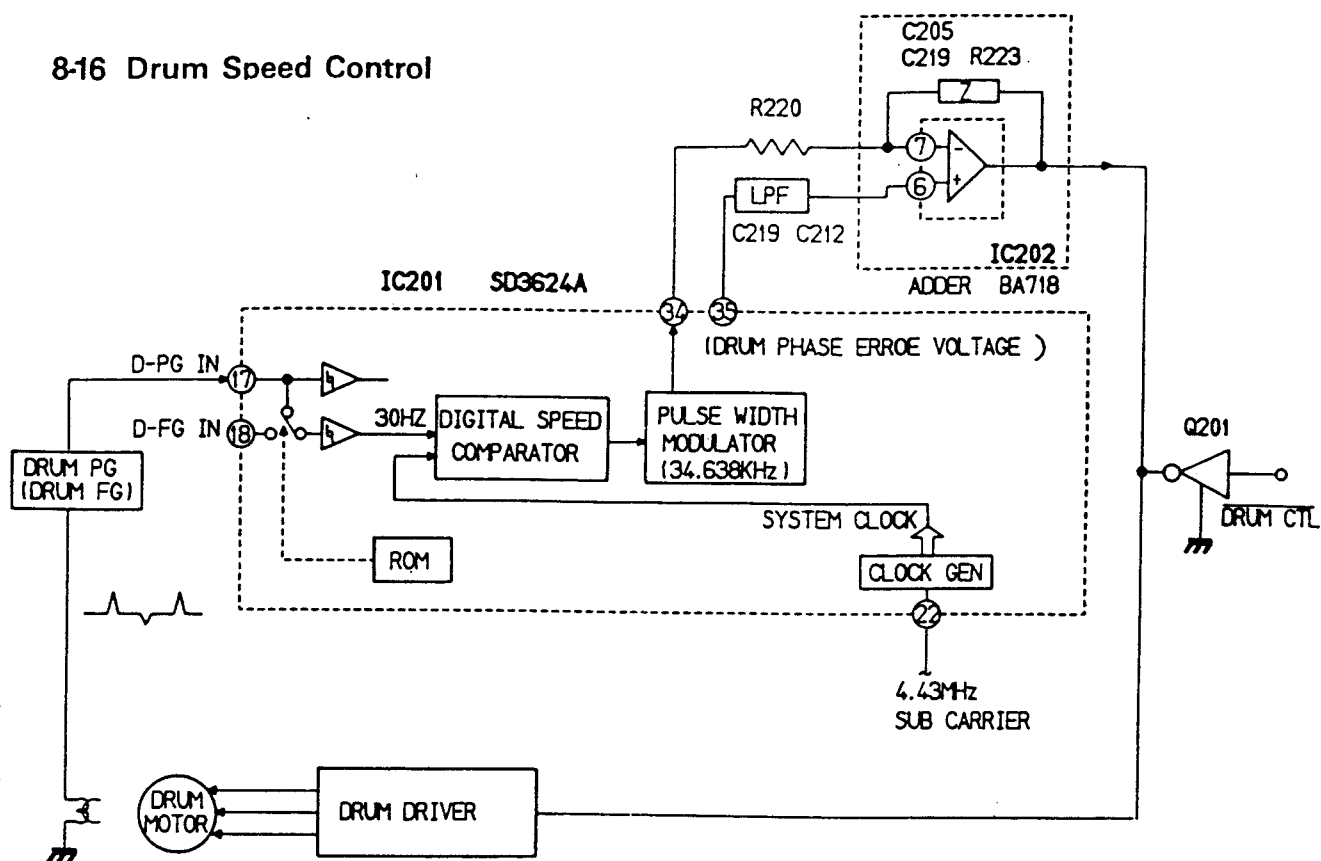 8-16 Drum Speed Control
C205
C219 R223
Z
R220
7
-
6
+
LPF
C219 C212
IC202
ADDER BA718
IC201 SD3624A
34
35
(DRUM PHASE ERROE VOLTAGE )
D-PG IN
17
D-FG IN
18
30HZ
DIGITAL SPEED
COMPARATOR
PULSE WIDTH
MODULATOR
(34.638KHz)
Q201
DRUM CTL
DRUM PG
(DRUM FG)
SYSTEM CLOCK
ROM
CLOCK GEN
22
4.43MHz
SUB CARRIER
DRUM
MOTOR
DRUM DRIVER